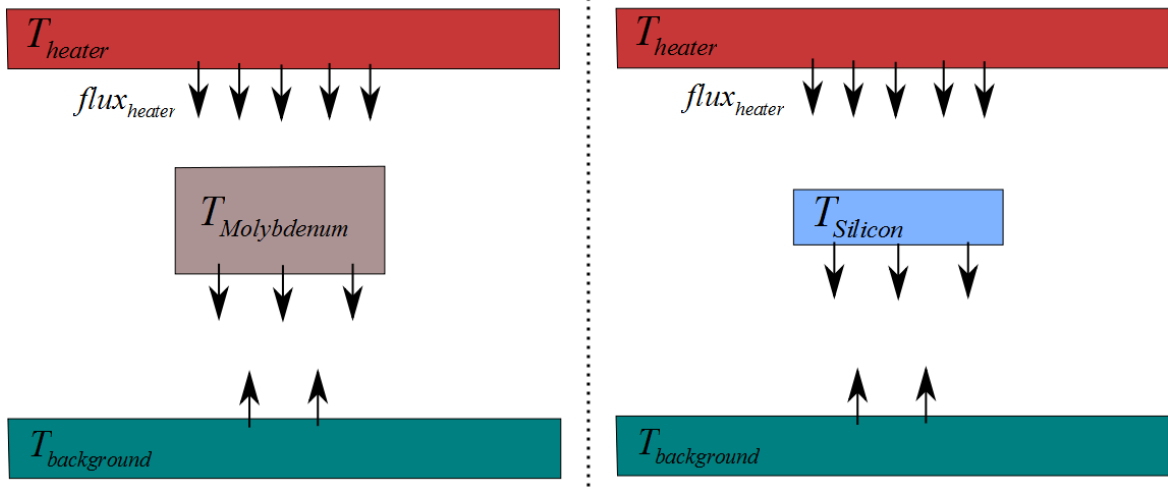 T_heater
flux_heater
T_Molybdenum
T_background
T_heater
flux_heater
T_Silicon
T_background